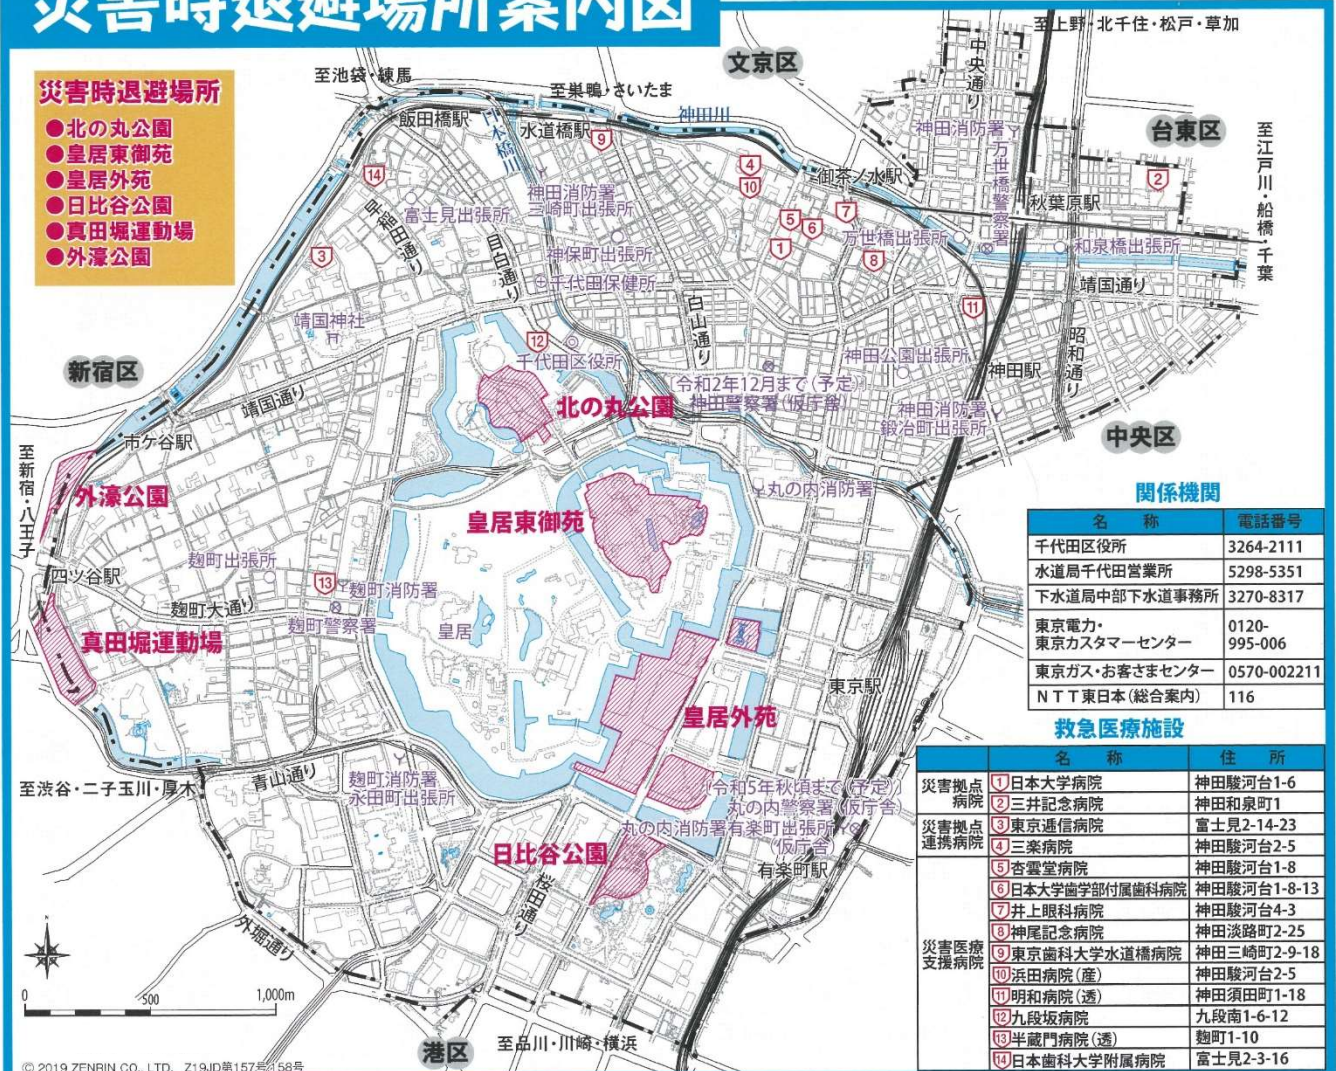 災害時退避場所案内図
災害時退避場所
●北の丸公園
●皇居東御苑
●皇居外苑
●日比谷公園
●真田堀運動場
●外濠公園
至池袋・練馬
至巣鴨・さいたま
文京区
至上野・北千住・松戸・草加
中央通り
台東区
至江戸川・船橋・千葉
飯田橋駅
日本橋川
水道橋駅
神田川
神田消防署
万世橋警察署
9
14
4
10
御茶ノ水駅
2
秋葉原駅
神田消防署
三崎町出張所
富士見出張所
早稲田通り
目白通り
神保町出張所
千代田保健所
5
6
7
1
8
3
万世橋出張所
和泉橋出張所
靖国通り
白山通り
11
靖国神社
12
千代田区役所
神田公園出張所
神田駅
昭和通り
新宿区
靖国通り
北の丸公園
令和2年12月まで(予定)
神田警察署(仮庁舎)
神田消防署
鍛冶町出張所
中央区
市ケ谷駅
至新宿・八王子
外濠公園
丸の内消防署
皇居東御苑
四ツ谷駅
麹町出張所
13
麹町消防署
麹町大通り
麹町警察署
皇居
真田堀運動場
東京駅
皇居外苑
至渋谷・二子玉川・厚木
青山通り
麹町消防署
永田町出張所
(令和5年秋頃まで(予定))
丸の内警察署(仮庁舎)
丸の内消防署有楽町出張所
仮庁舎
日比谷公園
有楽町駅
桜田通り
外堀通り
N
0
500
1,000m
港区
至品川・川崎・横浜
© 2019 ZENRIN CO., LTD. Z19JD第157号/158号
関係機関
名 称 電話番号
千代田区役所 3264-2111
水道局千代田営業所 5298-5351
下水道局中部下水道事務所 3270-8317
東京電力・
東京カスタマーセンター
0120-
995-006
東京ガス・お客さまセンター 0570-002211
NTT東日本(総合案内) 116
救急医療施設
名 称 住 所
災害拠点
病院
1 日本大学病院 神田駿河台1-6
2 三井記念病院 神田和泉町1
災害拠点
連携病院
3 東京逓信病院 富士見2-14-23
4 三楽病院 神田駿河台2-5
災害医療
支援病院
5 杏雲堂病院 神田駿河台1-8
6 日本大学歯学部付属歯科病院 神田駿河台1-8-13
7 井上眼科病院 神田駿河台4-3
8 神尾記念病院 神田淡路町2-25
9 東京歯科大学水道橋病院 神田三崎町2-9-18
10 浜田病院(産) 神田駿河台2-5
11 明和病院(透) 神田須田町1-18
12 九段坂病院 九段南1-6-12
13 半蔵門病院(透) 麹町1-10
14 日本歯科大学附属病院 富士見2-3-16